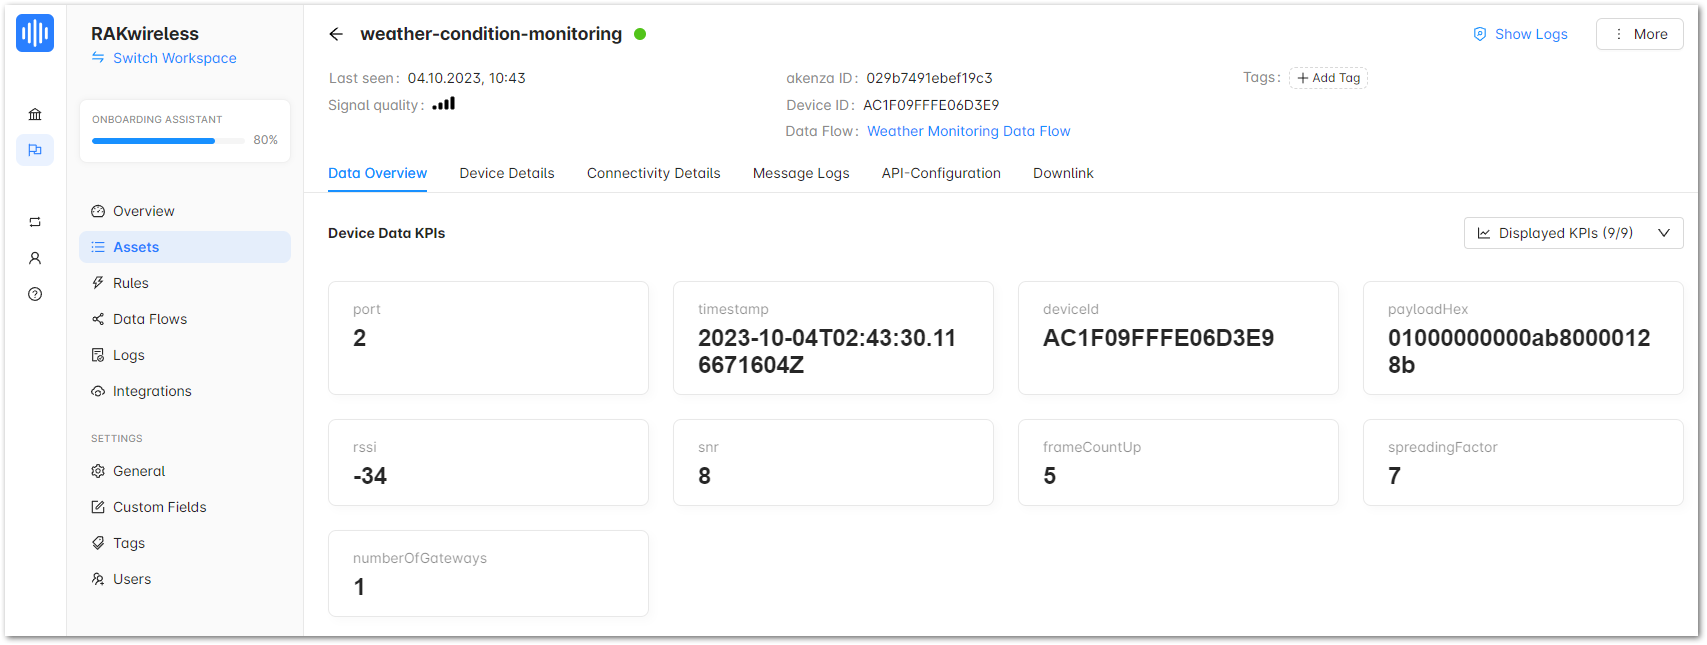 RAKwireless
Switch Workspace
ONBOARDING ASSISTANT
80%
Overview
Assets
Rules
Data Flows
Logs
Integrations
SETTINGS
General
Custom Fields
Tags
Users
weather-condition-monitoring
Show Logs
More
Last seen: 04.10.2023, 10:43
Signal quality:
akenza ID: 029b7491ebef19c3
Device ID: AC1F09FFFE06D3E9
Data Flow: Weather Monitoring Data Flow
Tags: + Add Tag
Data Overview Device Details Connectivity Details Message Logs API-Configuration Downlink
Device Data KPIs
Displayed KPIs (9/9)
port
2
timestamp
2023-10-04T02:43:30.11
6671604Z
deviceId
AC1F09FFFE06D3E9
payloadHex
01000000000ab8000012
8b
rssi
-34
snr
8
frameCountUp
5
spreadingFactor
7
numberOfGateways
1